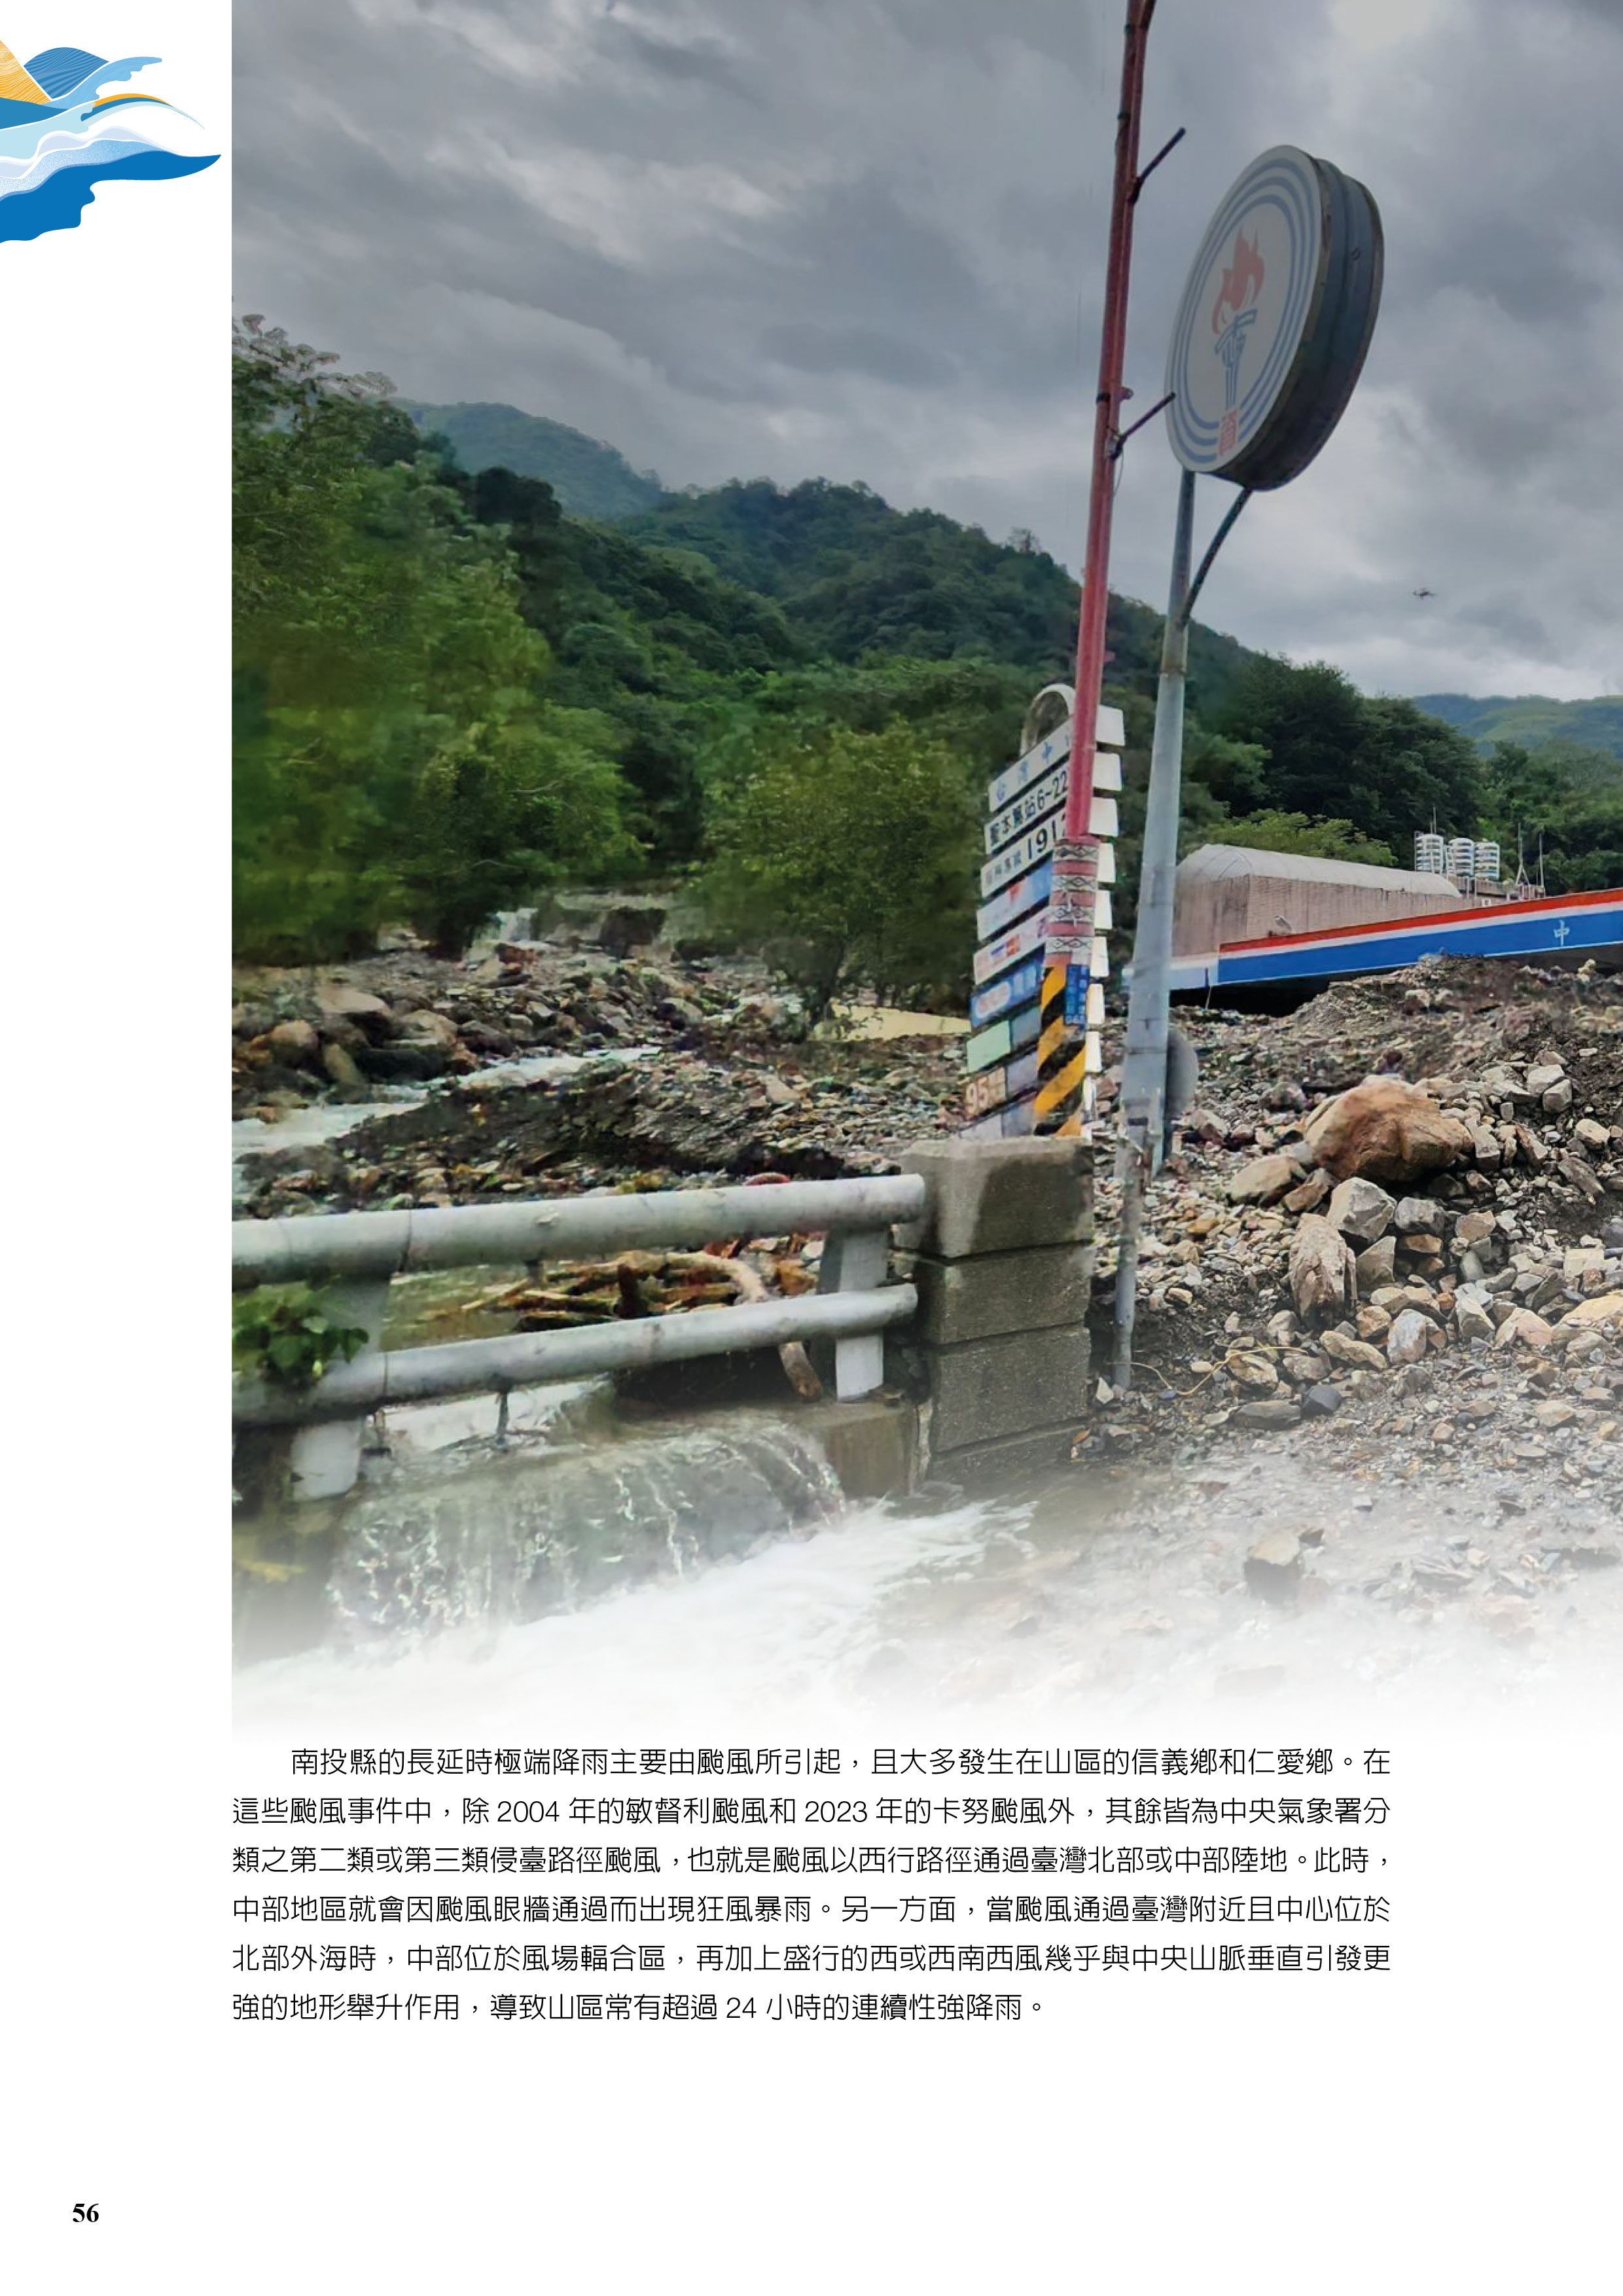 中
6-22
191
95
中
南投縣的長延時極端降雨主要由颱風所引起，且大多發生在山區的信義鄉和仁愛鄉。在
這些颱風事件中，除 2004 年的敏督利颱風和 2023 年的卡努颱風外，其餘皆為中央氣象署分
類之第二類或第三類侵臺路徑颱風，也就是颱風以西行路徑通過臺灣北部或中部陸地。此時，
中部地區就會因颱風眼牆通過而出現狂風暴雨。另一方面，當颱風通過臺灣附近且中心位於
北部外海時，中部位於風場輻合區，再加上盛行的西或西南西風幾乎與中央山脈垂直引發更
強的地形舉升作用，導致山區常有超過 24 小時的連續性強降雨。
56